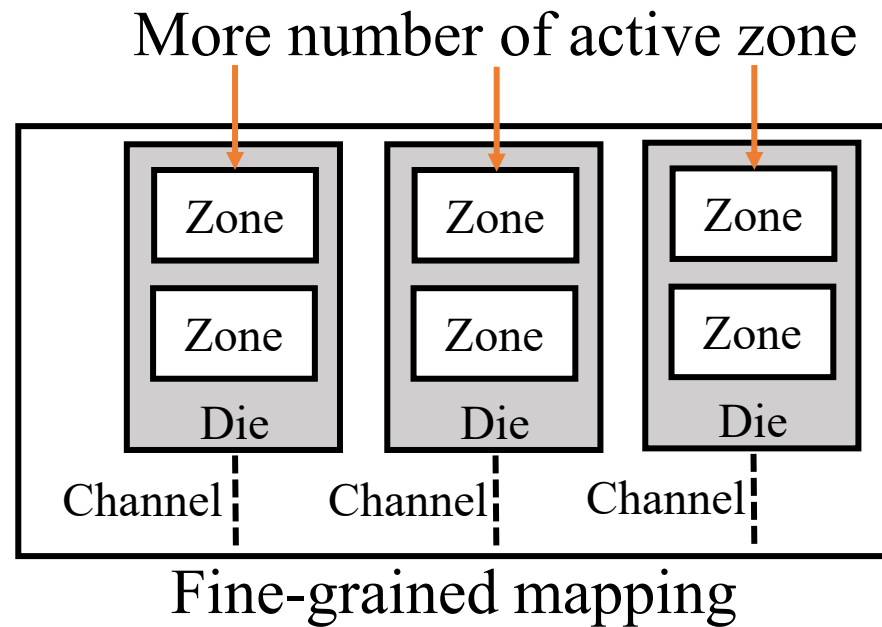 More number of active zone
Zone Zone Zone
Zone Zone Zone
Die Die Die
Channel Channel Channel
Fine-grained mapping